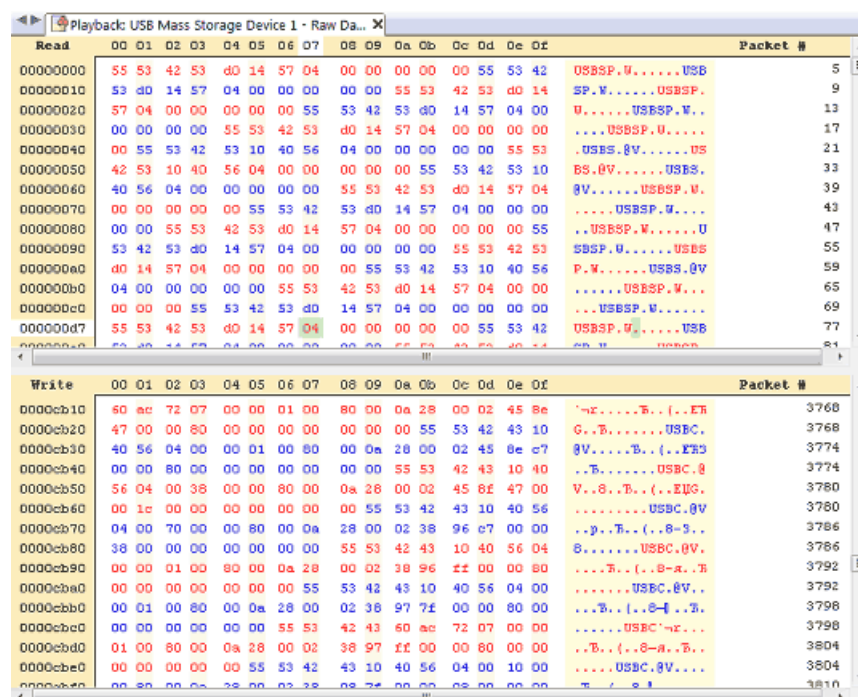 Playback: USB Mass Storage Device 1 - Raw Da...
Read 00 01 02 03 04 05 06 07 08 09 0a 0b 0c 0d 0e 0f Packet #
00000000 55 53 42 53 d0 14 57 04 00 00 00 00 00 55 53 42 USBSP.W......USB 5
00000010 53 d0 14 57 04 00 00 00 00 00 55 53 42 53 d0 14 SP.W......USBSP. 9
00000020 57 04 00 00 00 00 00 55 53 42 53 d0 14 57 04 00 W......USBSP.W.. 13
00000030 00 00 00 00 55 53 42 53 d0 14 57 04 00 00 00 00 ....USBSP.W..... 17
00000040 00 55 53 42 53 10 40 56 04 00 00 00 00 00 55 53 .USBS.@V......US 21
00000050 42 53 10 40 56 04 00 00 00 00 00 55 53 42 53 10 BS.@V......USBS. 33
00000060 40 56 04 00 00 00 00 00 55 53 42 53 d0 14 57 04 @V......USBSP.W. 39
00000070 00 00 00 00 00 55 53 42 53 d0 14 57 04 00 00 00 .....USBSP.W.... 43
00000080 00 00 55 53 42 53 d0 14 57 04 00 00 00 00 00 55 ..USBSP.W......U 47
00000090 53 42 53 d0 14 57 04 00 00 00 00 00 55 53 42 53 SBSP.W......USBS 55
000000a0 d0 14 57 04 00 00 00 00 00 55 53 42 53 10 40 56 P.W......USBS.@V 59
000000b0 04 00 00 00 00 00 55 53 42 53 d0 14 57 04 00 00 ......USBSP.W... 65
000000c0 00 00 00 55 53 42 53 d0 14 57 04 00 00 00 00 00 ...USBSP.W...... 69
000000d7 55 53 42 53 d0 14 57 04 00 00 00 00 00 55 53 42 USBSP.W......USB 77
81
Write 00 01 02 03 04 05 06 07 08 09 0a 0b 0c 0d 0e 0f Packet #
0000cb10 60 ac 72 07 00 00 01 00 80 00 0a 28 00 02 45 8e `¬r.....Ђ..(..EЋ 3768
0000cb20 47 00 00 80 00 00 00 00 00 00 00 55 53 42 43 10 G..Ђ.......USBC. 3768
0000cb30 40 56 04 00 00 01 00 80 00 0a 28 00 02 45 8e c7 @V.....Ђ..(..EЋЗ 3774
0000cb40 00 00 80 00 00 00 00 00 00 00 55 53 42 43 10 40 ..Ђ.......USBC.@ 3774
0000cb50 56 04 00 38 00 00 80 00 0a 28 00 02 45 8f 47 00 V..8..Ђ..(..EЏG. 3780
0000cb60 00 1c 00 00 00 00 00 00 00 55 53 42 43 10 40 56 .........USBC.@V 3780
0000cb70 04 00 70 00 00 80 00 0a 28 00 02 38 96 c7 00 00 ..p..Ђ..(..8–З.. 3786
0000cb80 38 00 00 00 00 00 00 00 55 53 42 43 10 40 56 04 8.......USBC.@V. 3786
0000cb90 00 00 01 00 80 00 0a 28 00 02 38 96 ff 00 00 80 ....Ђ..(..8–я..Ђ 3792
0000cba0 00 00 00 00 00 00 00 55 53 42 43 10 40 56 04 00 .......USBC.@V.. 3792
0000cbb0 00 01 00 80 00 0a 28 00 02 38 97 7f 00 00 80 00 ...Ђ..(..8—...Ђ. 3798
0000cbc0 00 00 00 00 00 00 55 53 42 43 60 ac 72 07 00 00 ......USBC`¬r... 3798
0000cbd0 01 00 80 00 0a 28 00 02 38 97 ff 00 00 80 00 00 ..Ђ..(..8—я..Ђ.. 3804
0000cbe0 00 00 00 00 00 55 53 42 43 10 40 56 04 00 10 00 .....USBC.@V.... 3804
3810